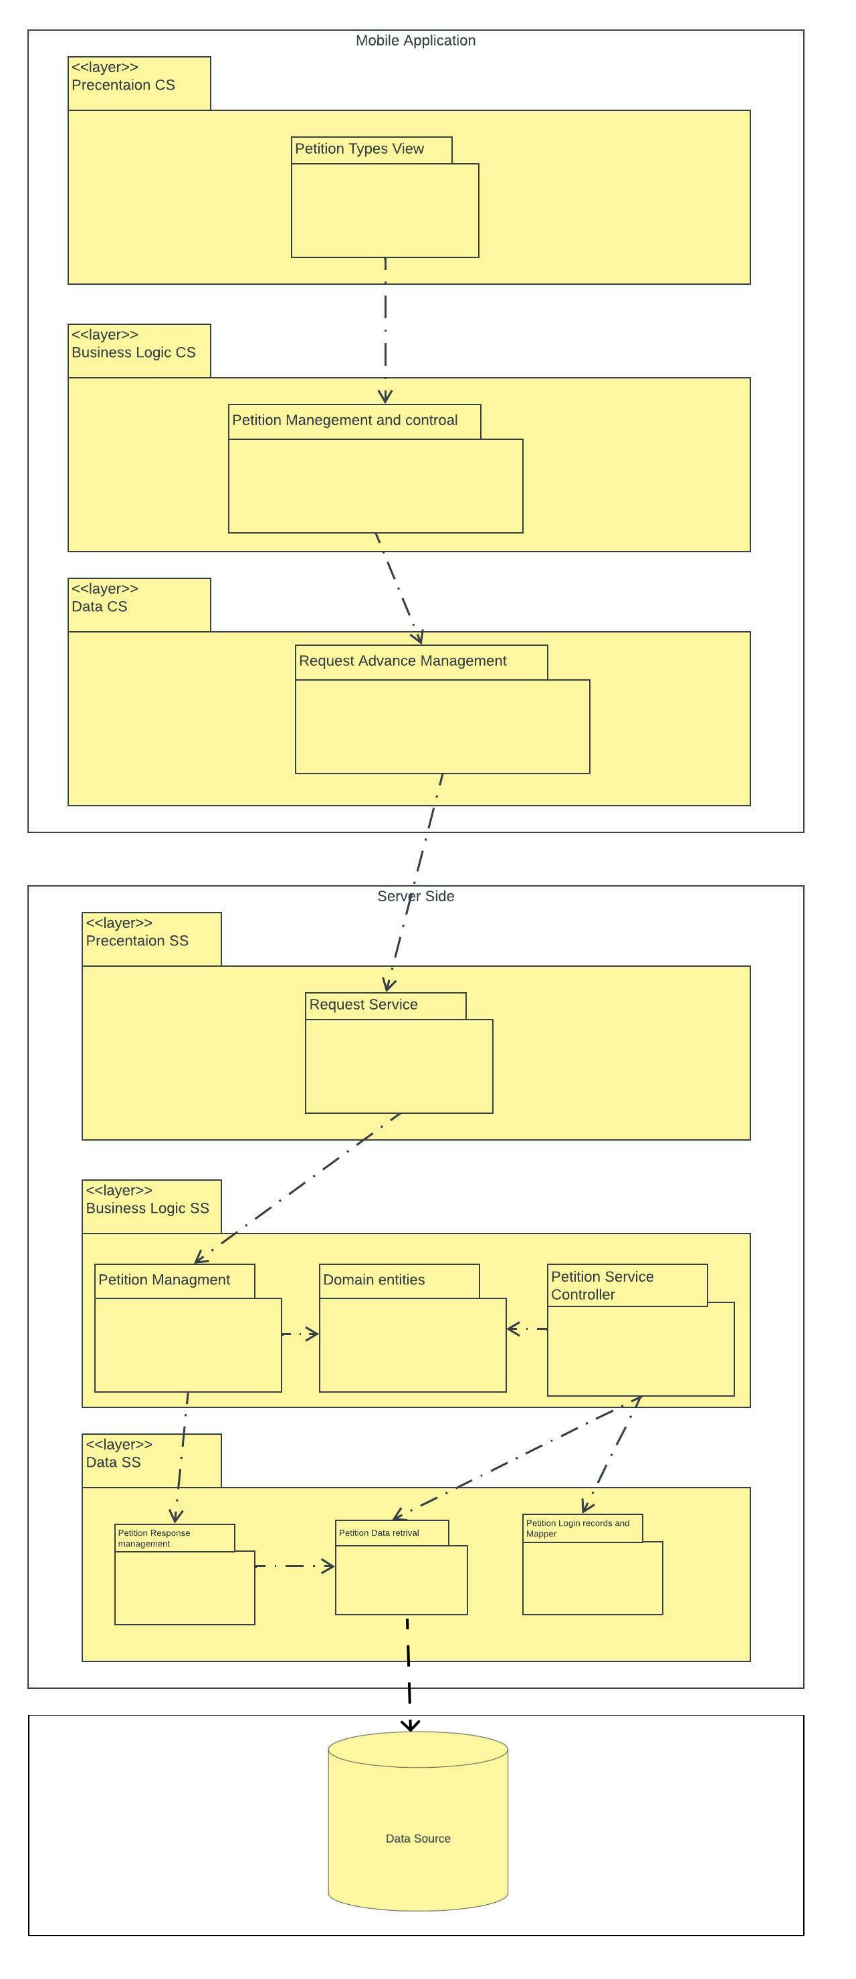 Mobile Application
<<layer>>
Precentaion CS
Petition Types View
<<layer>>
Business Logic CS
Petition Manegement and controal
<<layer>>
Data CS
Request Advance Management
Server Side
<<layer>>
Precentaion SS
Request Service
<<layer>>
Business Logic SS
Petition Managment
Domain entities
Petition Service
Controller
<<layer>>
Data SS
Petition Response
management
Petition Data retrival
Petition Login records and
Mapper
Data Source